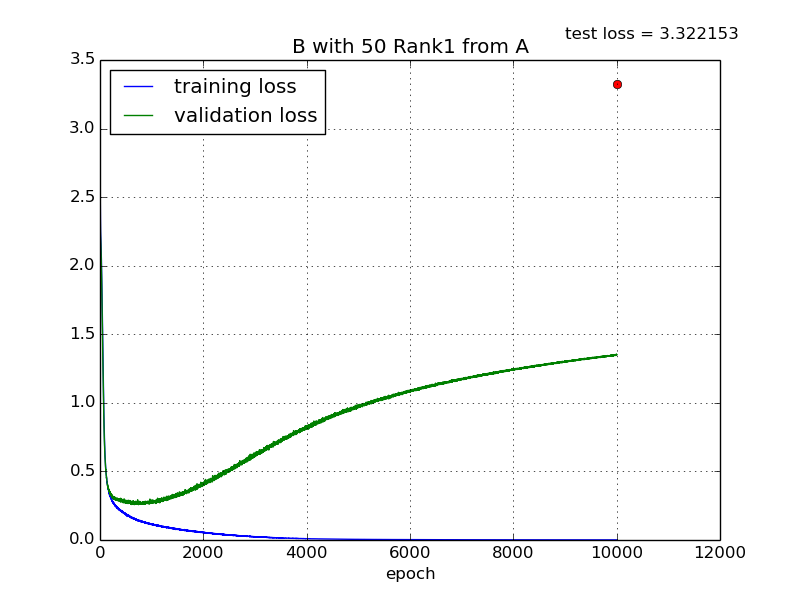 test loss = 3.322153
B with 50 Rank1 from A
training loss
validation loss
3.5
3.0
2.5
2.0
1.5
1.0
0.5
0.0
0 2000 4000 6000 8000 10000 12000
epoch